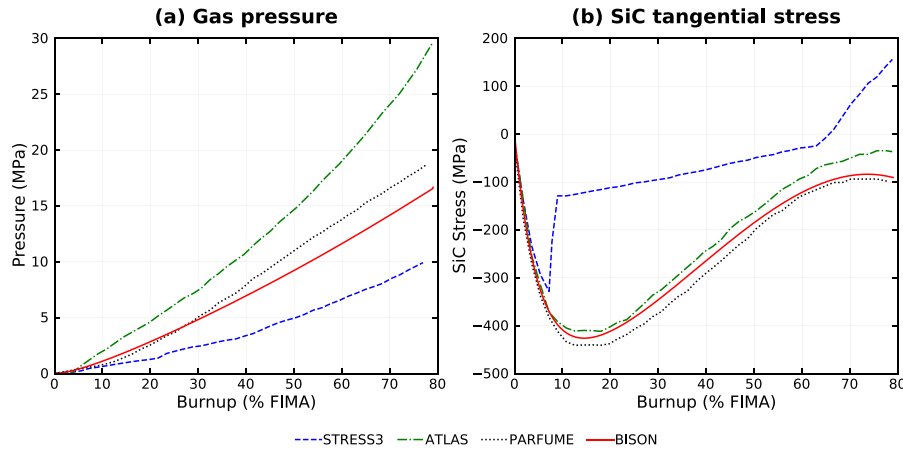 (a) Gas pressure
(b) SiC tangential stress
30
25
20
15
10
5
0
Pressure (MPa)
0 10 20 30 40 50 60 70 80
Burnup (% FIMA)
200
100
0
−100
−200
−300
−400
−500
SiC Stress (MPa)
0 10 20 30 40 50 60 70 80
Burnup (% FIMA)
STRESS3 ATLAS PARFUME BISON